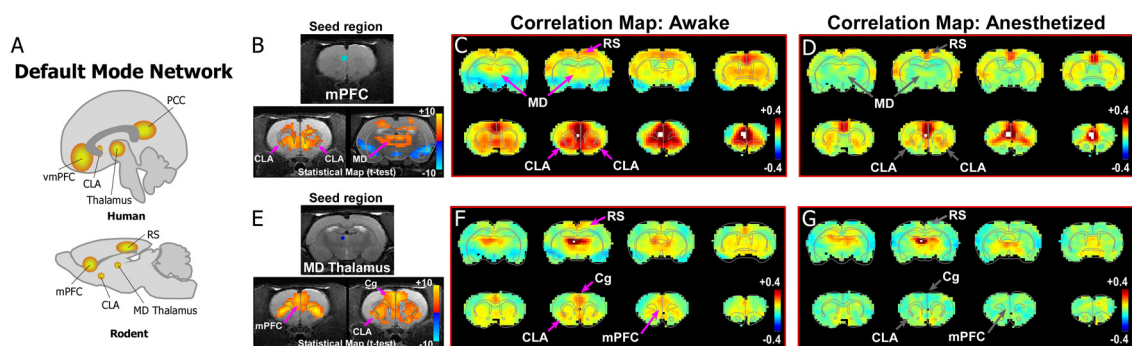 A
Default Mode Network
PCC
vmPFC
CLA
Thalamus
Human
RS
mPFC
CLA
MD Thalamus
Rodent
B
Seed region
mPFC
+10
CLA
CLA
MD
Statistical Map (t-test)
-10
Correlation Map: Awake
C
RS
MD
CLA
CLA
+0.4
-0.4
Correlation Map: Anesthetized
D
RS
MD
CLA
CLA
+0.4
-0.4
E
Seed region
MD Thalamus
Cg
+10
mPFC
CLA
Statistical Map (t-test)
-10
F
RS
Cg
CLA
mPFC
+0.4
-0.4
G
RS
Cg
CLA
mPFC
+0.4
-0.4